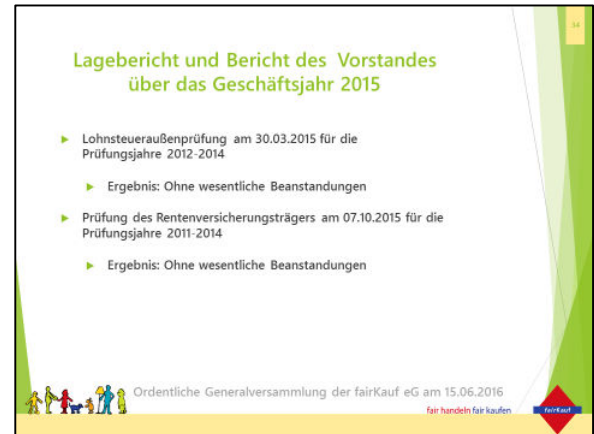 14
Lagebericht und Bericht des Vorstandes
über das Geschäftsjahr 2015
Lohnsteueraußenprüfung am 30.03.2015 für die
Prüfungsjahre 2012-2014
Ergebnis: Ohne wesentliche Beanstandungen
Prüfung des Rentenversicherungsträgers am 07.10.2015 für die
Prüfungsjahre 2011-2014
Ergebnis: Ohne wesentliche Beanstandungen
Ordentliche Generalversammlung der fairKauf eG am 15.06.2016
fair handeln fair kaufen
fairKauf